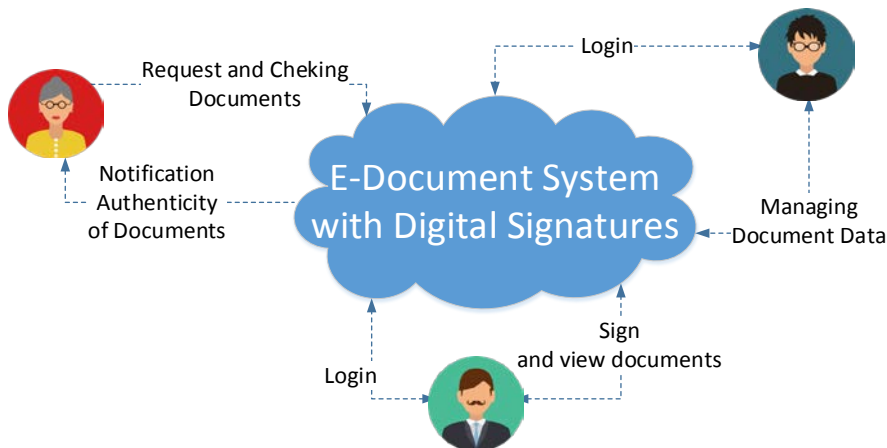 Login
Request and Cheking
Documents
E-Document System
with Digital Signatures
Notification
Authenticity
of Documents
Managing
Document Data
Sign
and view documents
Login